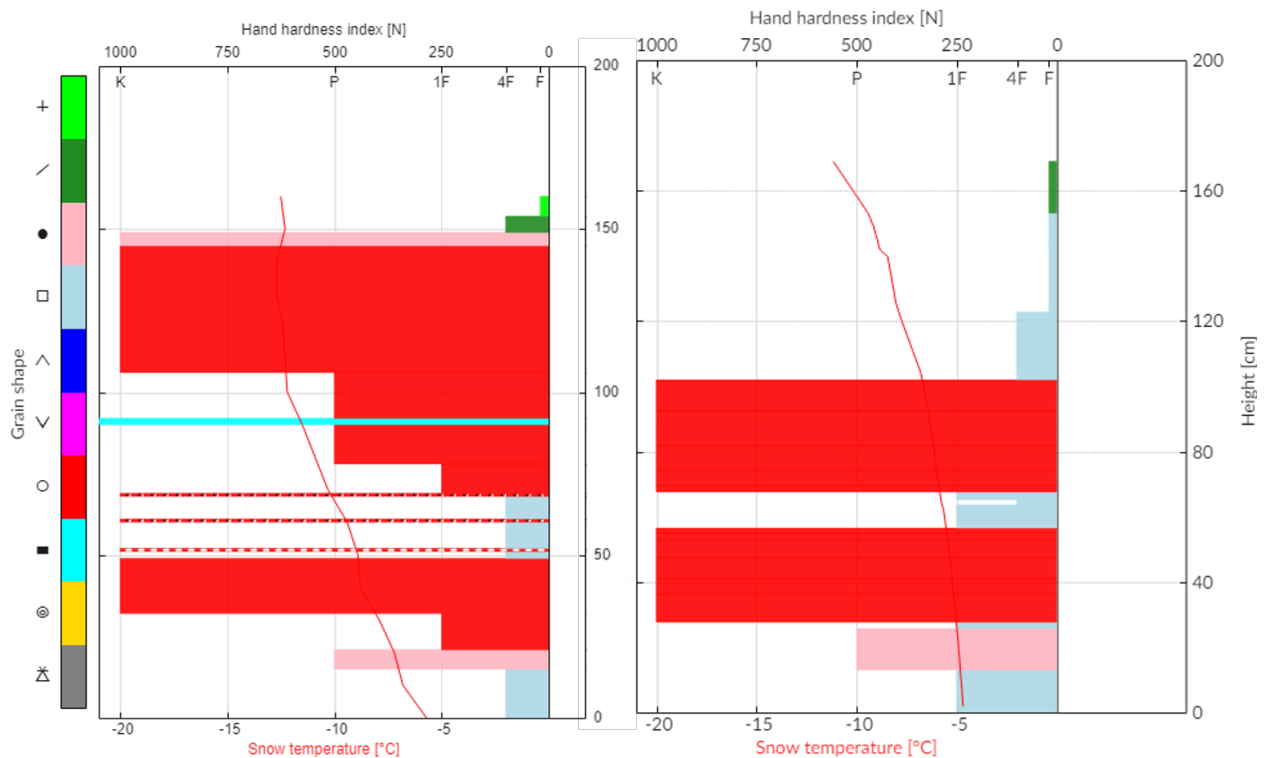 Hand hardness index [N]
1000 750 500 250 0
K P 1F 4F F
200
150
100
50
0
-20 -15 -10 -5
Snow temperature [°C]
Grain shape
Hand hardness index [N]
1000 750 500 250 0
K P 1F 4F F
200
160
120
80
40
0
-20 -15 -10 -5
Snow temperature [°C]
Height [cm]